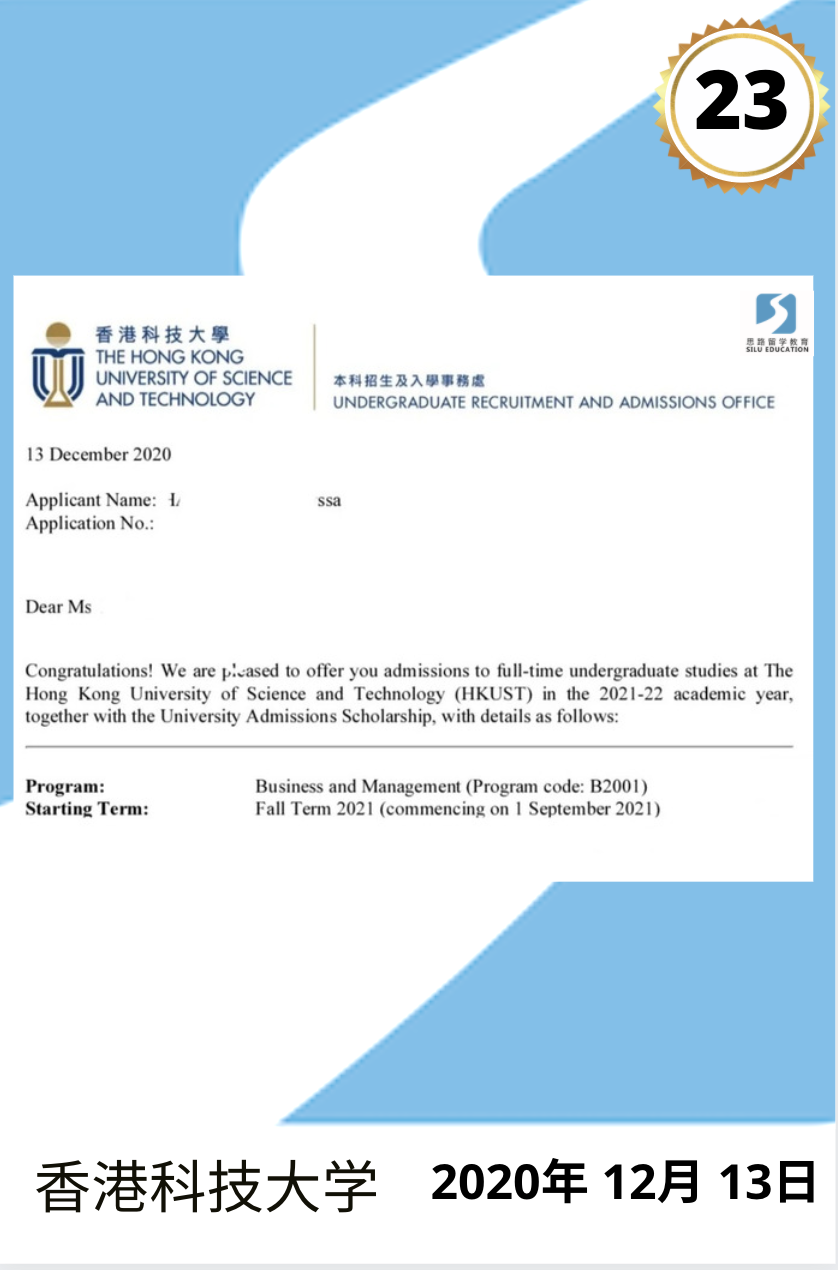 23
香港科技大學
THE HONG KONG
UNIVERSITY OF SCIENCE
AND TECHNOLOGY
本科招生及入學事務處
UNDERGRADUATE RECRUITMENT AND ADMISSIONS OFFICE
思路留学教育
SILU EDUCATION
13 December 2020
Applicant Name: ssa
Application No.:
Dear Ms
Congratulations! We are pleased to offer you admissions to full-time undergraduate studies at The
Hong Kong University of Science and Technology (HKUST) in the 2021-22 academic year,
together with the University Admissions Scholarship, with details as follows:
Program: Business and Management (Program code: B2001)
Starting Term: Fall Term 2021 (commencing on 1 September 2021)
香港科技大学 2020年 12月 13日